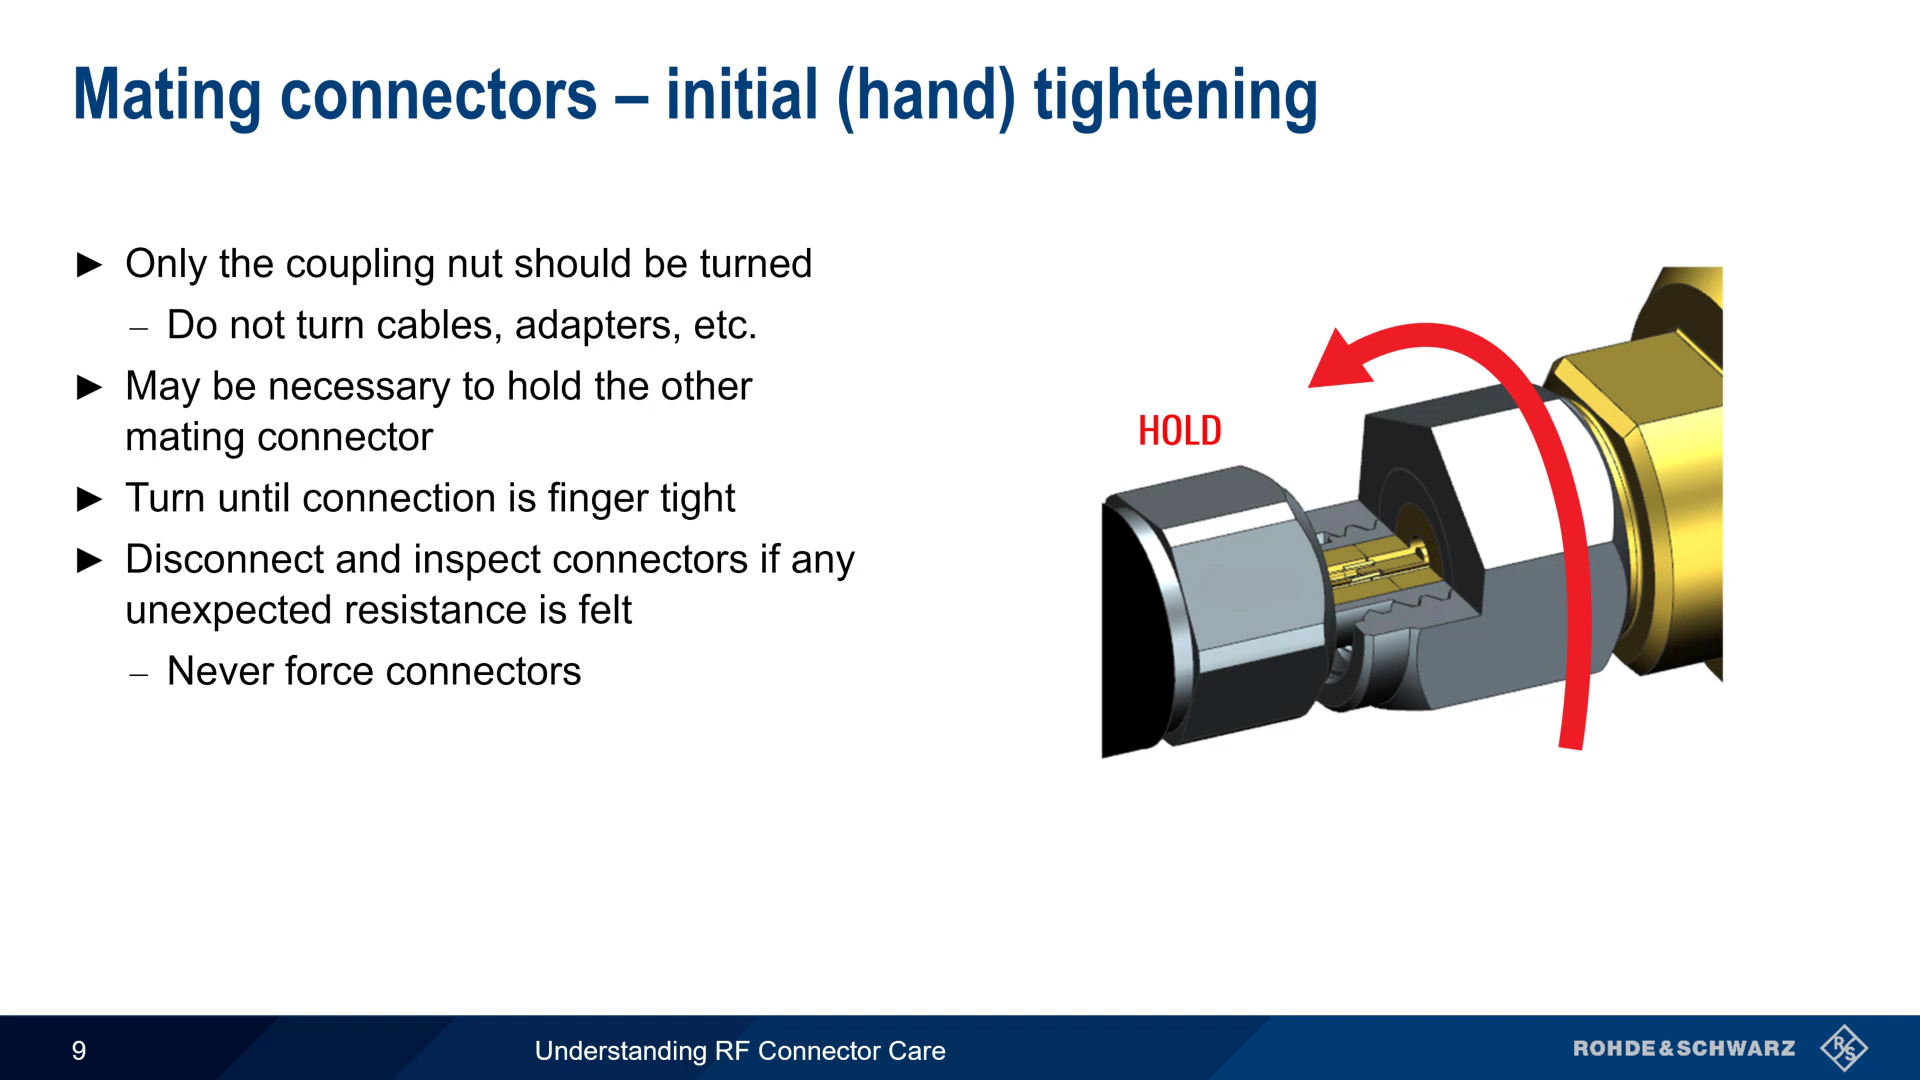 Mating connectors – initial (hand) tightening
► Only the coupling nut should be turned
– Do not turn cables, adapters, etc.
► May be necessary to hold the other
mating connector
► Turn until connection is finger tight
► Disconnect and inspect connectors if any
unexpected resistance is felt
– Never force connectors
HOLD
9
Understanding RF Connector Care
ROHDE & SCHWARZ
R S